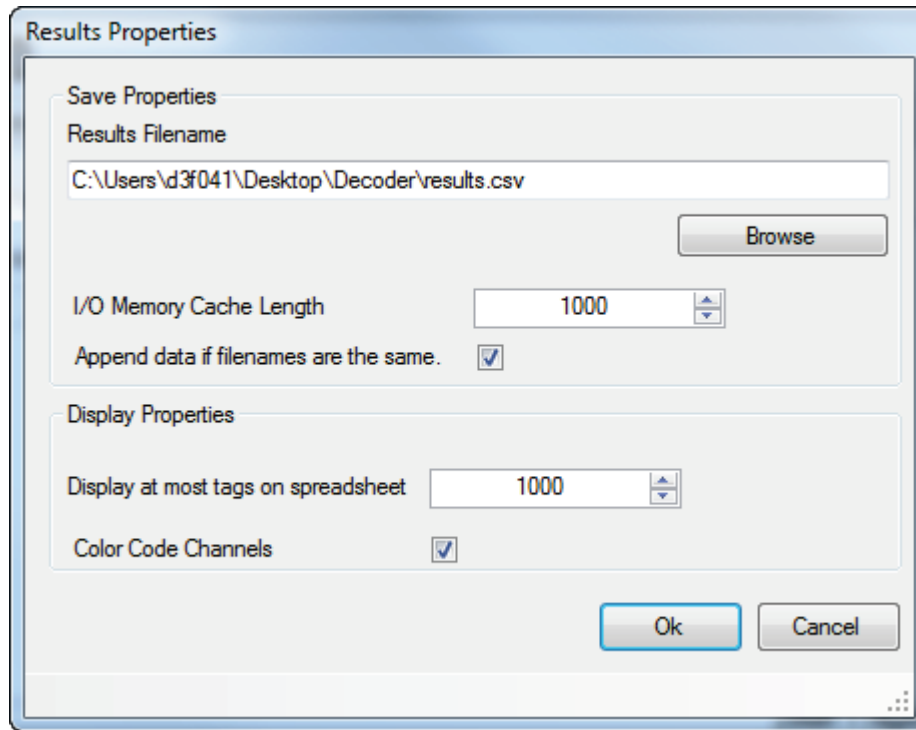 Results Properties
Save Properties
Results Filename
C:\Users\d3f041\Desktop\Decoder\results.csv
Browse
I/O Memory Cache Length 1000
Append data if filenames are the same.
Display Properties
Display at most tags on spreadsheet 1000
Color Code Channels
Ok Cancel